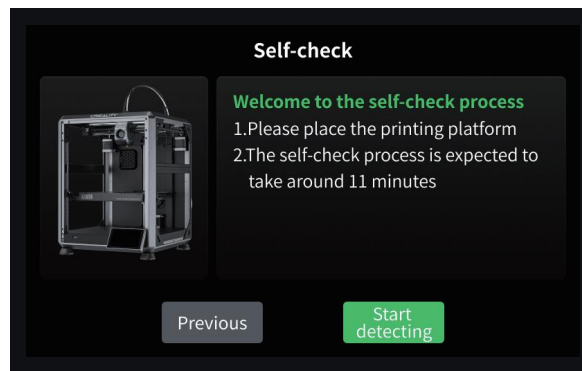 Self-check
CREALITY
Welcome to the self-check process
1.Please place the printing platform
2.The self-check process is expected to
take around 11 minutes
Previous
Start
detecting